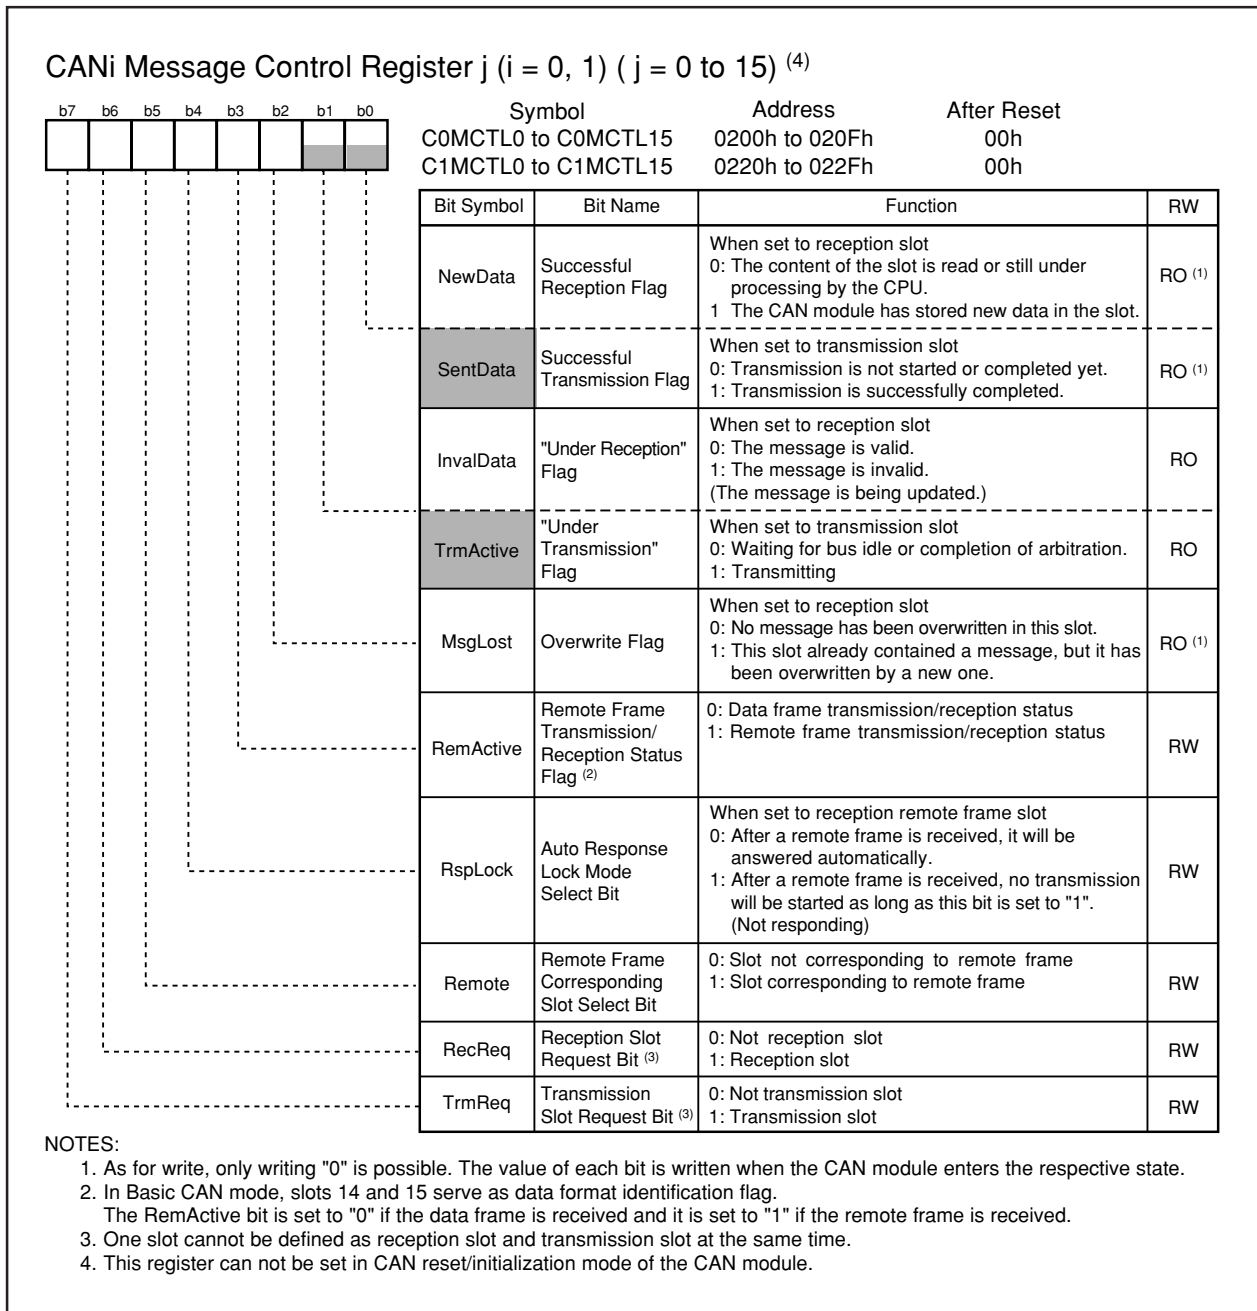 CANi Message Control Register j (i = 0, 1) ( j = 0 to 15) (4)
b7 b6 b5 b4 b3 b2 b1 b0
Symbol Address After Reset
C0MCTL0 to C0MCTL15 0200h to 020Fh 00h
C1MCTL0 to C1MCTL15 0220h to 022Fh 00h
Bit Symbol Bit Name Function RW
NewData
Successful
Reception Flag
When set to reception slot
0: The content of the slot is read or still under
processing by the CPU.
1 The CAN module has stored new data in the slot.
RO (1)
SentData
Successful
Transmission Flag
When set to transmission slot
0: Transmission is not started or completed yet.
1: Transmission is successfully completed.
RO (1)
InvalData
"Under Reception"
Flag
When set to reception slot
0: The message is valid.
1: The message is invalid.
(The message is being updated.)
RO
TrmActive
"Under
Transmission"
Flag
When set to transmission slot
0: Waiting for bus idle or completion of arbitration.
1: Transmitting
RO
MsgLost
Overwrite Flag
When set to reception slot
0: No message has been overwritten in this slot.
1: This slot already contained a message, but it has
been overwritten by a new one.
RO (1)
RemActive
Remote Frame
Transmission/
Reception Status
Flag (2)
0: Data frame transmission/reception status
1: Remote frame transmission/reception status
RW
RspLock
Auto Response
Lock Mode
Select Bit
When set to reception remote frame slot
0: After a remote frame is received, it will be
answered automatically.
1: After a remote frame is received, no transmission
will be started as long as this bit is set to "1".
(Not responding)
RW
Remote
Remote Frame
Corresponding
Slot Select Bit
0: Slot not corresponding to remote frame
1: Slot corresponding to remote frame
RW
RecReq
Reception Slot
Request Bit (3)
0: Not reception slot
1: Reception slot
RW
TrmReq
Transmission
Slot Request Bit (3)
0: Not transmission slot
1: Transmission slot
RW
NOTES:
1. As for write, only writing "0" is possible. The value of each bit is written when the CAN module enters the respective state.
2. In Basic CAN mode, slots 14 and 15 serve as data format identification flag.
The RemActive bit is set to "0" if the data frame is received and it is set to "1" if the remote frame is received.
3. One slot cannot be defined as reception slot and transmission slot at the same time.
4. This register can not be set in CAN reset/initialization mode of the CAN module.